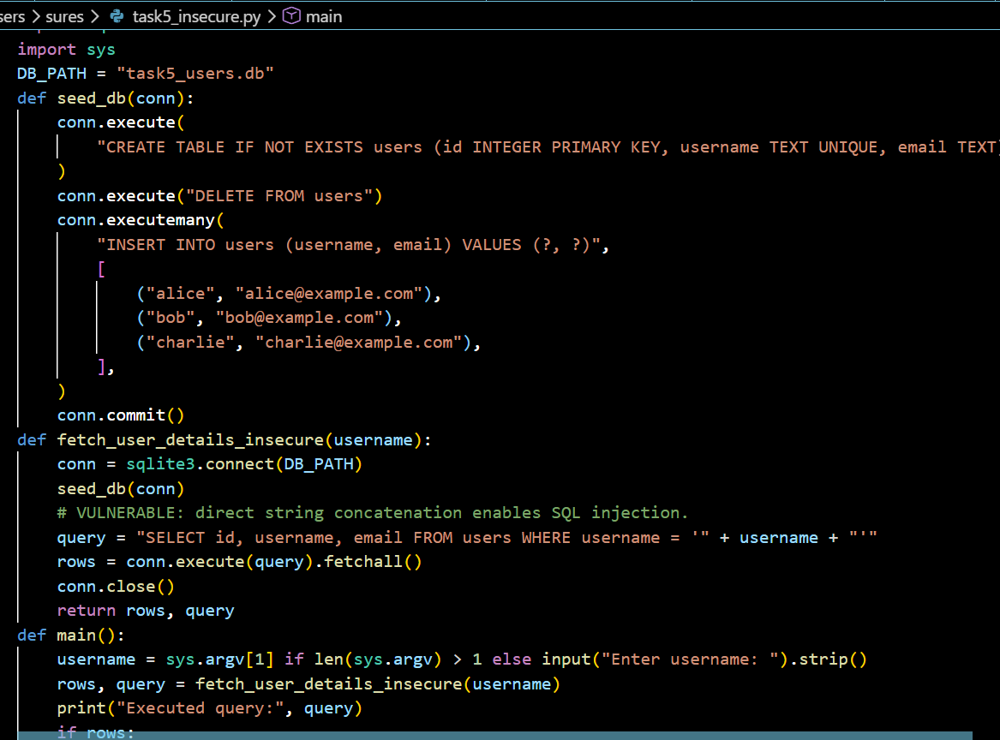 sers > sures > task5_insecure.py > main
import sys
DB_PATH = "task5_users.db"
def seed_db(conn):
    conn.execute(
        "CREATE TABLE IF NOT EXISTS users (id INTEGER PRIMARY KEY, username TEXT UNIQUE, email TEXT)
    )
    conn.execute("DELETE FROM users")
    conn.executemany(
        "INSERT INTO users (username, email) VALUES (?, ?)",
        [
            ("alice", "alice@example.com"),
            ("bob", "bob@example.com"),
            ("charlie", "charlie@example.com"),
        ],
    )
    conn.commit()
def fetch_user_details_insecure(username):
    conn = sqlite3.connect(DB_PATH)
    seed_db(conn)
    # VULNERABLE: direct string concatenation enables SQL injection.
    query = "SELECT id, username, email FROM users WHERE username = '" + username + "'"
    rows = conn.execute(query).fetchall()
    conn.close()
    return rows, query
def main():
    username = sys.argv[1] if len(sys.argv) > 1 else input("Enter username: ").strip()
    rows, query = fetch_user_details_insecure(username)
    print("Executed query:", query)
    if rows: